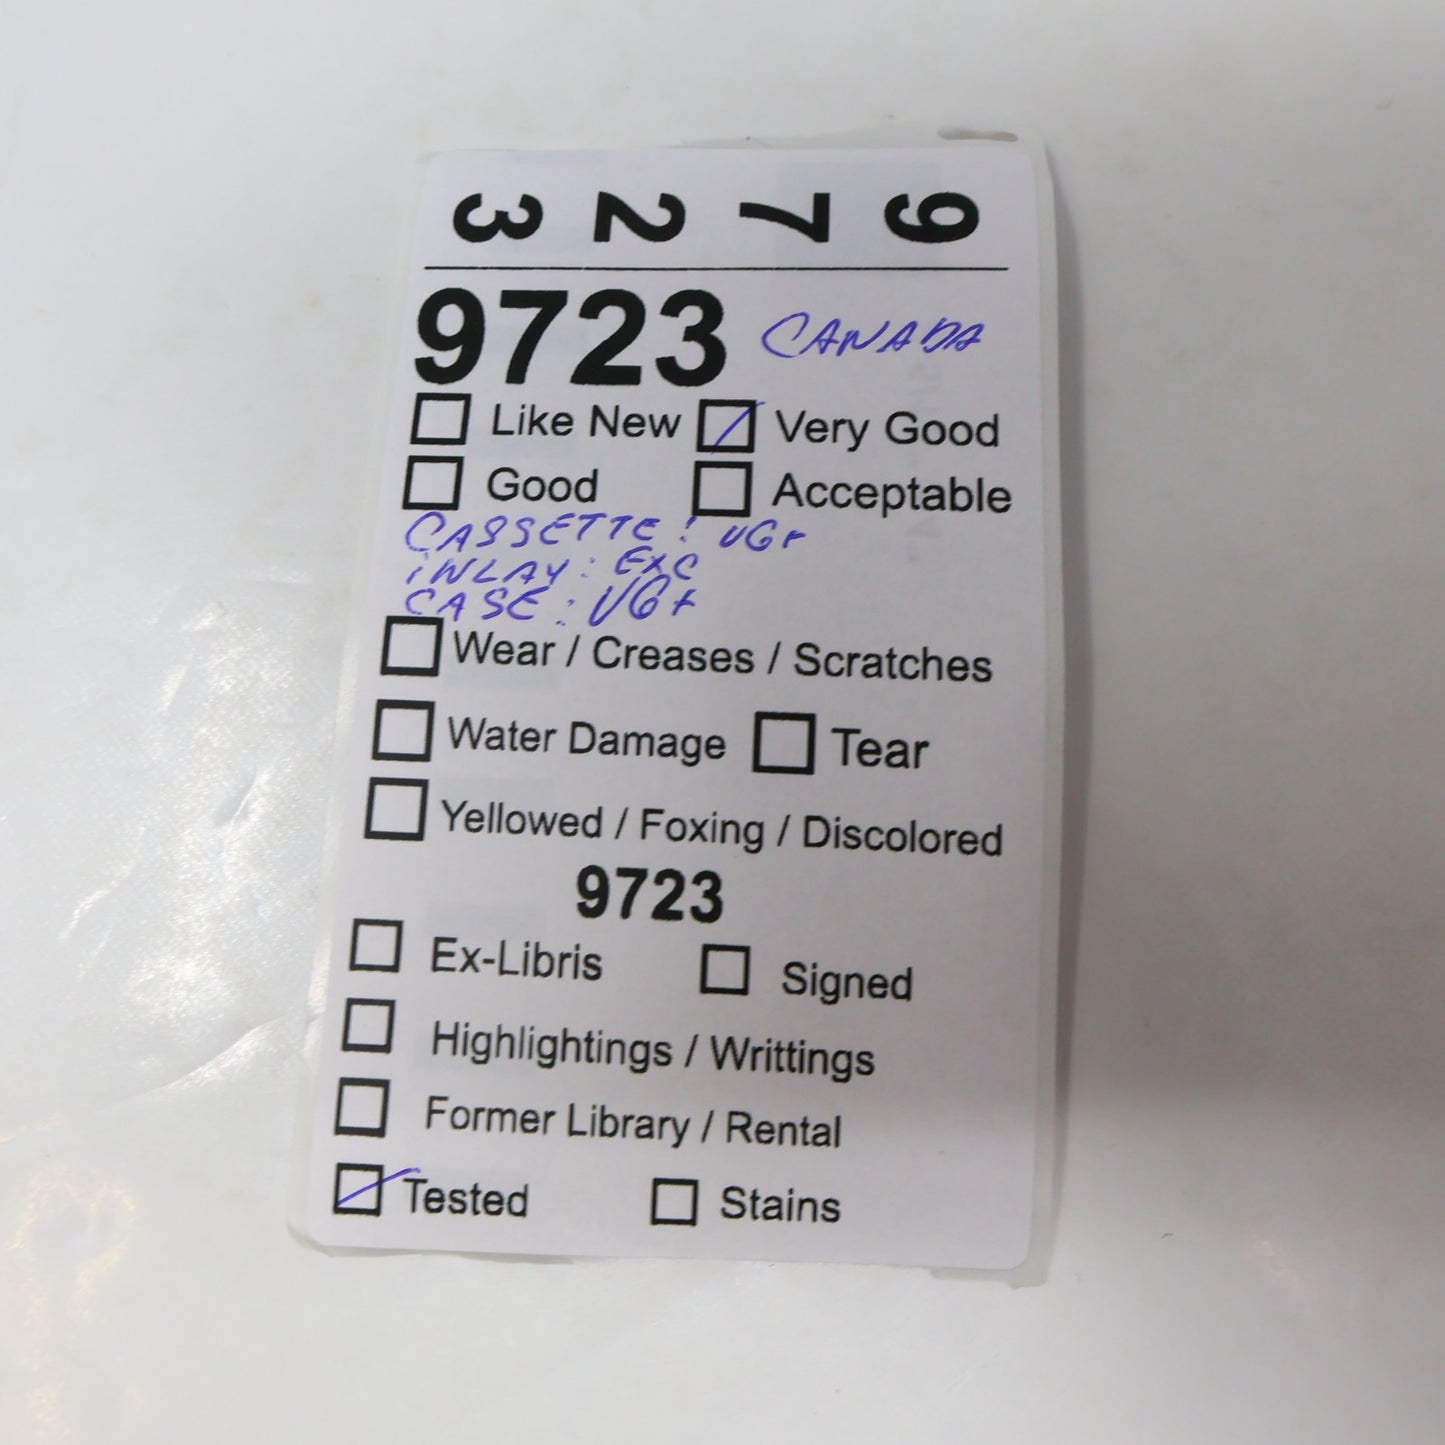 9 7 2 3
9723 CANADA
Like New Very Good
Good Acceptable
CASSETTE: VG+
INLAY: EXC
CASE: VG+
Wear / Creases / Scratches
Water Damage Tear
Yellowed / Foxing / Discolored
9723
Ex-Libris Signed
Highlightings / Writtings
Former Library / Rental
Tested Stains